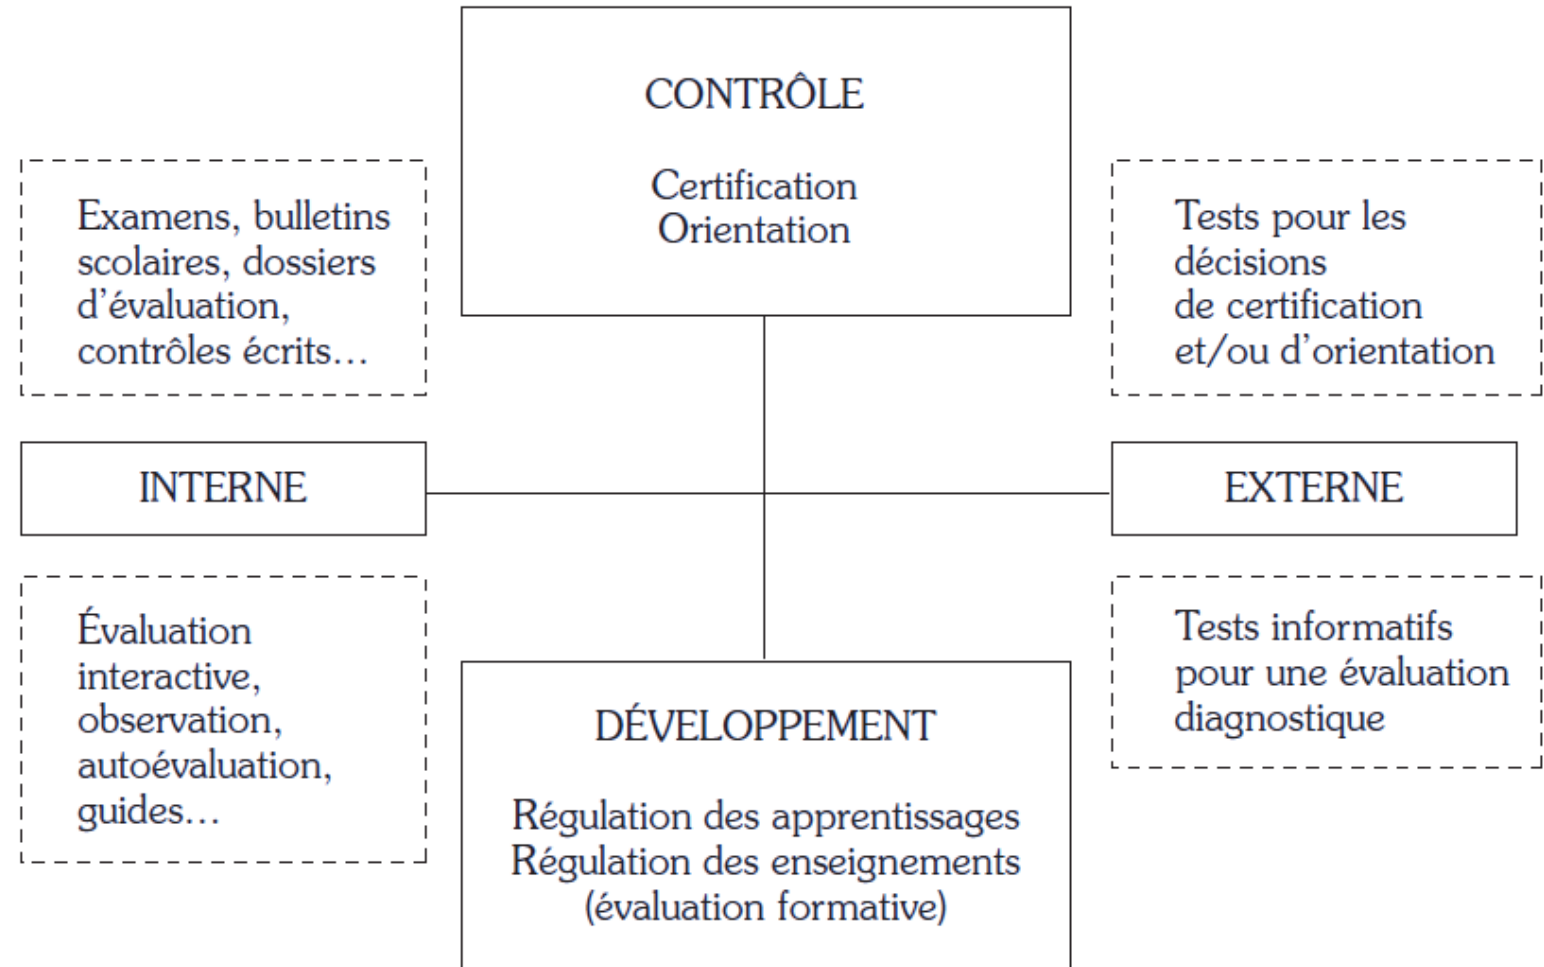 CONTRÔLE
Certification
Orientation
Examens, bulletins
scolaires, dossiers
d’évaluation,
contrôles écrits…
Tests pour les
décisions
de certification
et/ou d’orientation
INTERNE
EXTERNE
Évaluation
interactive,
observation,
autoévaluation,
guides…
DÉVELOPPEMENT
Régulation des apprentissages
Régulation des enseignements
(évaluation formative)
Tests informatifs
pour une évaluation
diagnostique